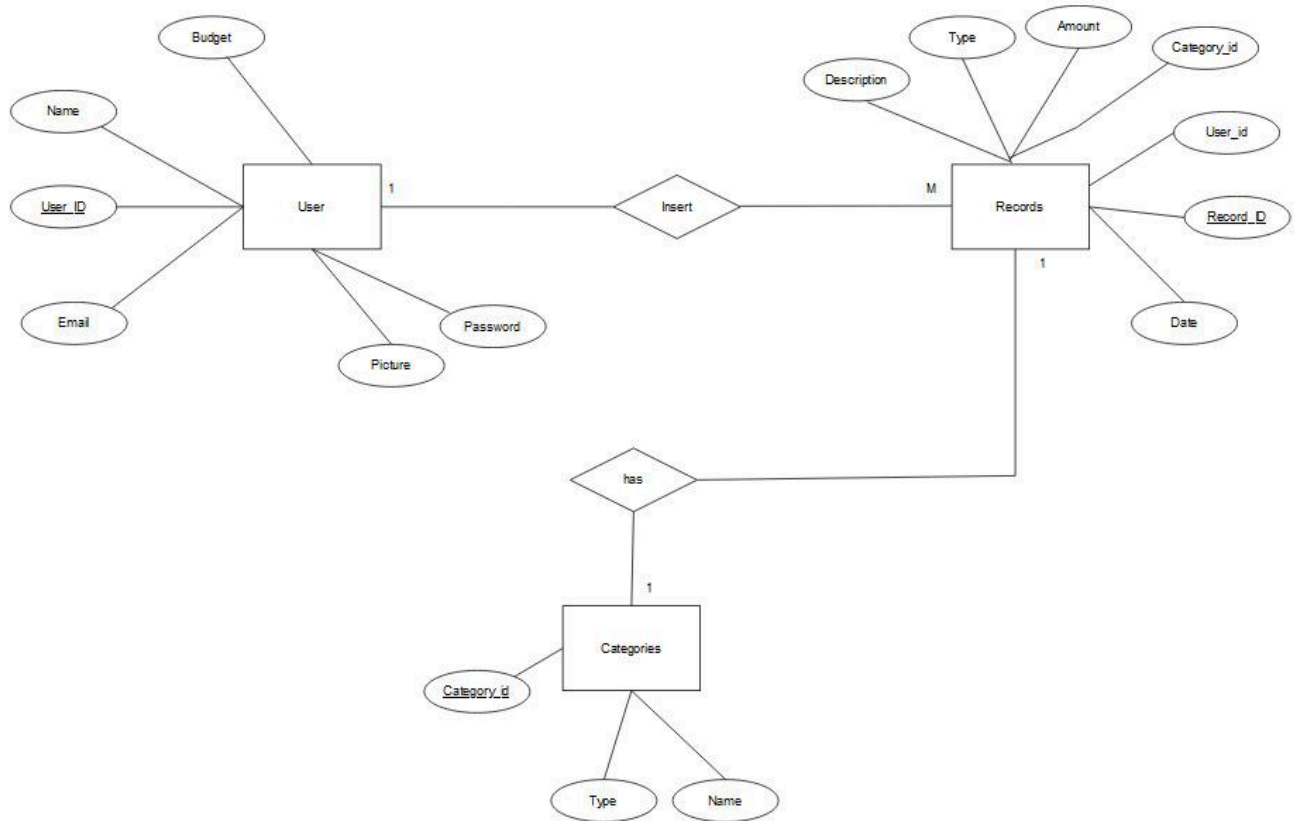 Budget
Type
Amount
Category_id
Description
Name
User_id
User_ID
User
1
Insert
M
Records
Record_ID
1
Email
Password
Date
Picture
has
1
Categories
Category_id
Type
Name